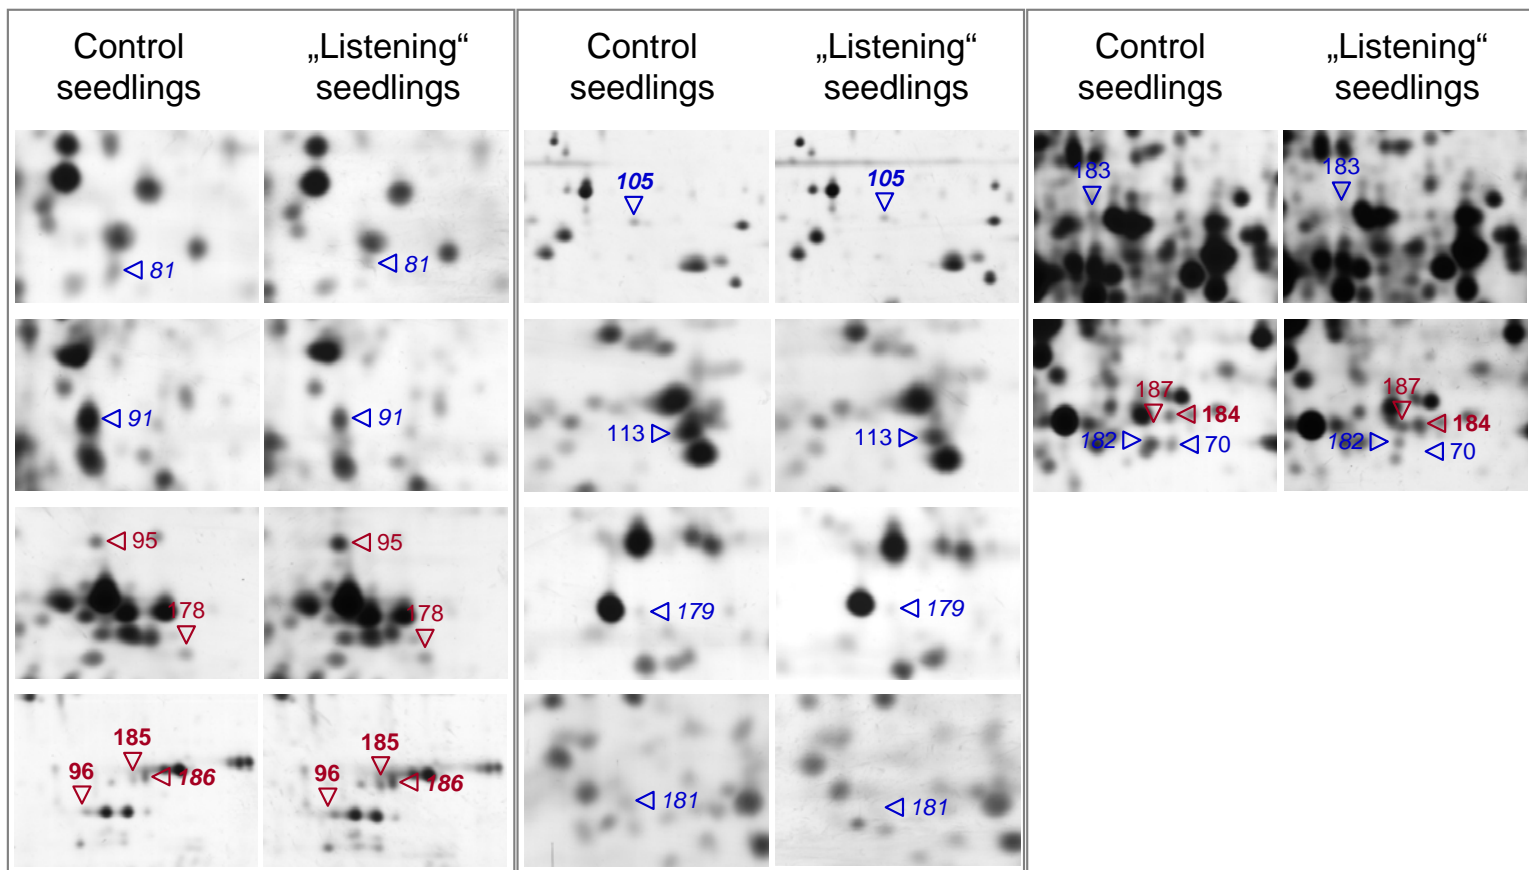 Control
seedlings
„Listening“
seedlings
81
81
91
91
95
178
95
178
185
96
186
185
96
186
Control
seedlings
„Listening“
seedlings
105
105
113
113
179
179
181
181
Control
seedlings
„Listening“
seedlings
183
183
187
184
182
70
187
184
182
70